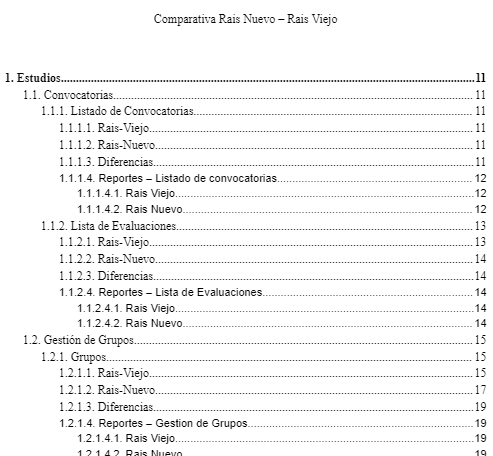 Comparativa Rais Nuevo – Rais Viejo
1. Estudios....................11
1.1. Convocatorias....................11
1.1.1. Listado de Convocatorias....................11
1.1.1.1. Rais-Viejo....................11
1.1.1.2. Rais-Nuevo....................11
1.1.1.3. Diferencias....................11
1.1.1.4. Reportes – Listado de convocatorias....................12
1.1.1.4.1. Rais Viejo....................12
1.1.1.4.2. Rais Nuevo....................12
1.1.2. Lista de Evaluaciones....................13
1.1.2.1. Rais-Viejo....................13
1.1.2.2. Rais-Nuevo....................14
1.1.2.3. Diferencias....................14
1.1.2.4. Reportes – Lista de Evaluaciones....................14
1.1.2.4.1. Rais Viejo....................14
1.1.2.4.2. Rais Nuevo....................14
1.2. Gestión de Grupos....................15
1.2.1. Grupos....................15
1.2.1.1. Rais-Viejo....................15
1.2.1.2. Rais-Nuevo....................17
1.2.1.3. Diferencias....................19
1.2.1.4. Reportes – Gestion de Grupos....................19
1.2.1.4.1. Rais Viejo....................19
1.2.1.4.2. Rais Nuevo....................19